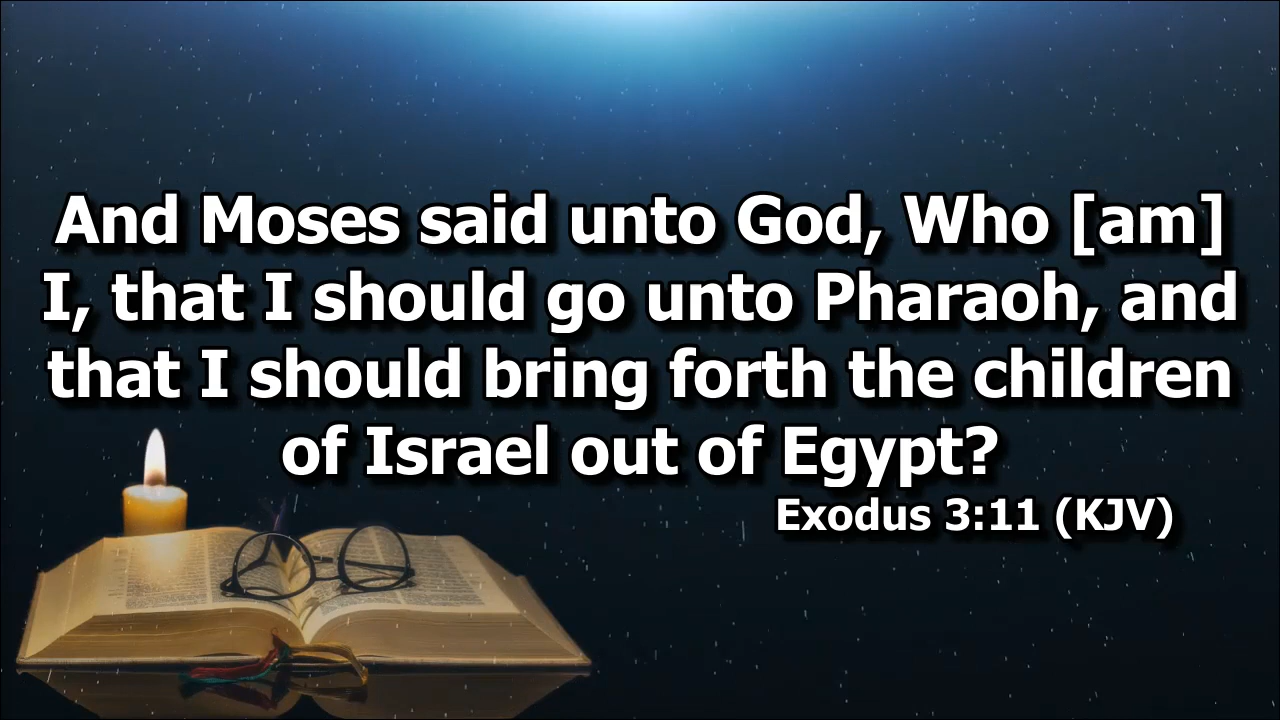 And Moses said unto God, Who [am]
I, that I should go unto Pharaoh, and
that I should bring forth the children
of Israel out of Egypt?
Exodus 3:11 (KJV)